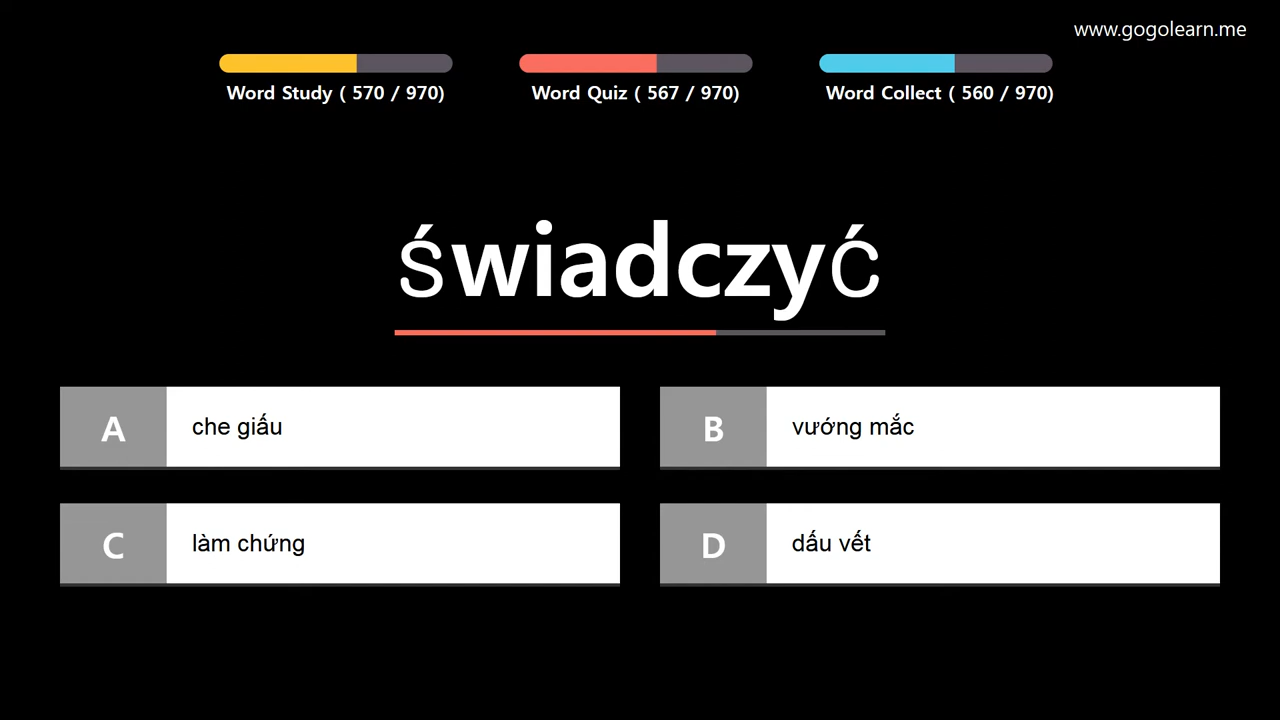 www.gogolearn.me
Word Study ( 570 / 970)
Word Quiz ( 567 / 970)
Word Collect ( 560 / 970)
świadczyć
A
che giấu
B
vướng mắc
C
làm chứng
D
dấu vết